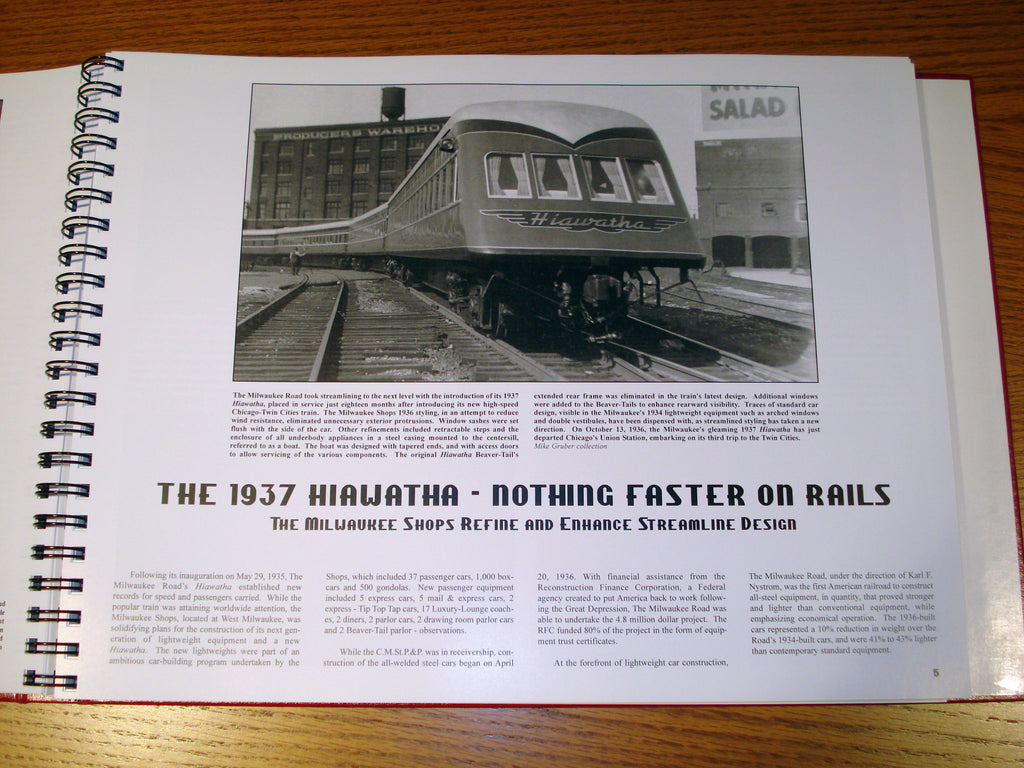 PRODUCERS WAREHO
SALAD
Hiawatha
The Milwaukee Road took streamlining to the next level with the introduction of its 1937
Hiawatha, placed in service just eighteen months after introducing its new high-speed
Chicago-Twin Cities train. The Milwaukee Shops 1936 styling, in an attempt to reduce
wind resistance, eliminated unnecessary exterior protrusions. Window sashes were set
flush with the side of the car. Other refinements included retractable steps and the
enclosure of all underbody appliances in a steel casing mounted to the centersill,
referred to as a boat. The boat was designed with tapered ends, and with access doors
to allow servicing of the various components. The original Hiawatha Beaver-Tail's
extended rear frame was eliminated in the train's latest design. Additional windows
were added to the Beaver-Tails to enhance rearward visibility. Traces of standard car
design, visible in the Milwaukee's 1934 lightweight equipment such as arched windows
and double vestibules, have been dispensed with, as streamlined styling has taken a new
direction. On October 13, 1936, the Milwaukee's gleaming 1937 Hiawatha has just
departed Chicago's Union Station, embarking on its third trip to the Twin Cities.
Mike Gruber collection
THE 1937 HIAWATHA - NOTHING FASTER ON RAILS
THE MILWAUKEE SHOPS REFINE AND ENHANCE STREAMLINE DESIGN
Following its inauguration on May 29, 1935, The
Milwaukee Road's Hiawatha established new
records for speed and passengers carried. While the
popular train was attaining worldwide attention, the
Milwaukee Shops, located at West Milwaukee, was
solidifying plans for the construction of its next gen-
eration of lightweight equipment and a new
Hiawatha. The new lightweights were part of an
ambitious car-building program undertaken by the
Shops, which included 37 passenger cars, 1,000 box-
cars and 500 gondolas. New passenger equipment
included 5 express cars, 5 mail & express cars, 2
express - Tip Top Tap cars, 17 Luxury-Lounge coach-
es, 2 diners, 2 parlor cars, 2 drawing room parlor cars
and 2 Beaver-Tail parlor - observations.
While the C.M.St.P.&P. was in receivership, con-
struction of the all-welded steel cars began on April
20, 1936. With financial assistance from the
Reconstruction Finance Corporation, a Federal
agency created to put America back to work follow-
ing the Great Depression, The Milwaukee Road was
able to undertake the 4.8 million dollar project. The
RFC funded 80% of the project in the form of equip-
ment trust certificates.
At the forefront of lightweight car construction,
The Milwaukee Road, under the direction of Karl F.
Nystrom, was the first American railroad to construct
all-steel equipment, in quantity, that proved stronger
and lighter than conventional equipment, while
emphasizing economical operation. The 1936-built
cars represented a 10% reduction in weight over the
Road's 1934-built cars, and were 41% to 43% lighter
than contemporary standard equipment.
5